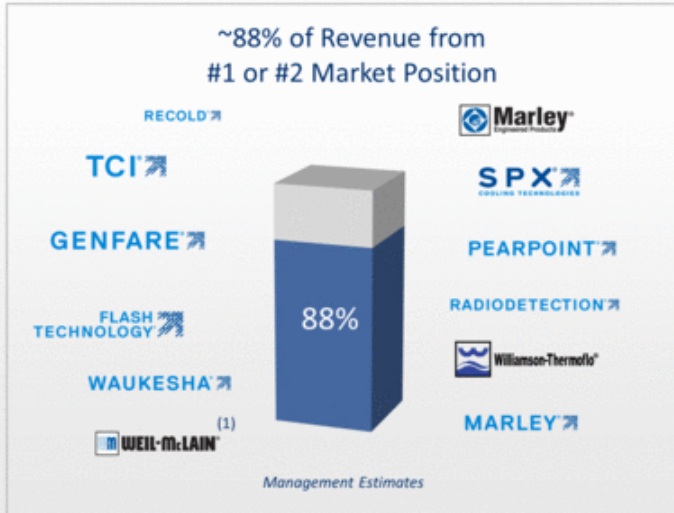 ~88% of Revenue from
#1 or #2 Market Position
RECOLD
TCI
GENFARE
FLASH
TECHNOLOGY
WAUKESHA
(1)
WEIL-McLAIN
88%
Marley
Engineered Products
SPX
COOLING TECHNOLOGIES
PEARPOINT
RADIODETECTION
Williamson-Thermoflo
MARLEY
Management Estimates